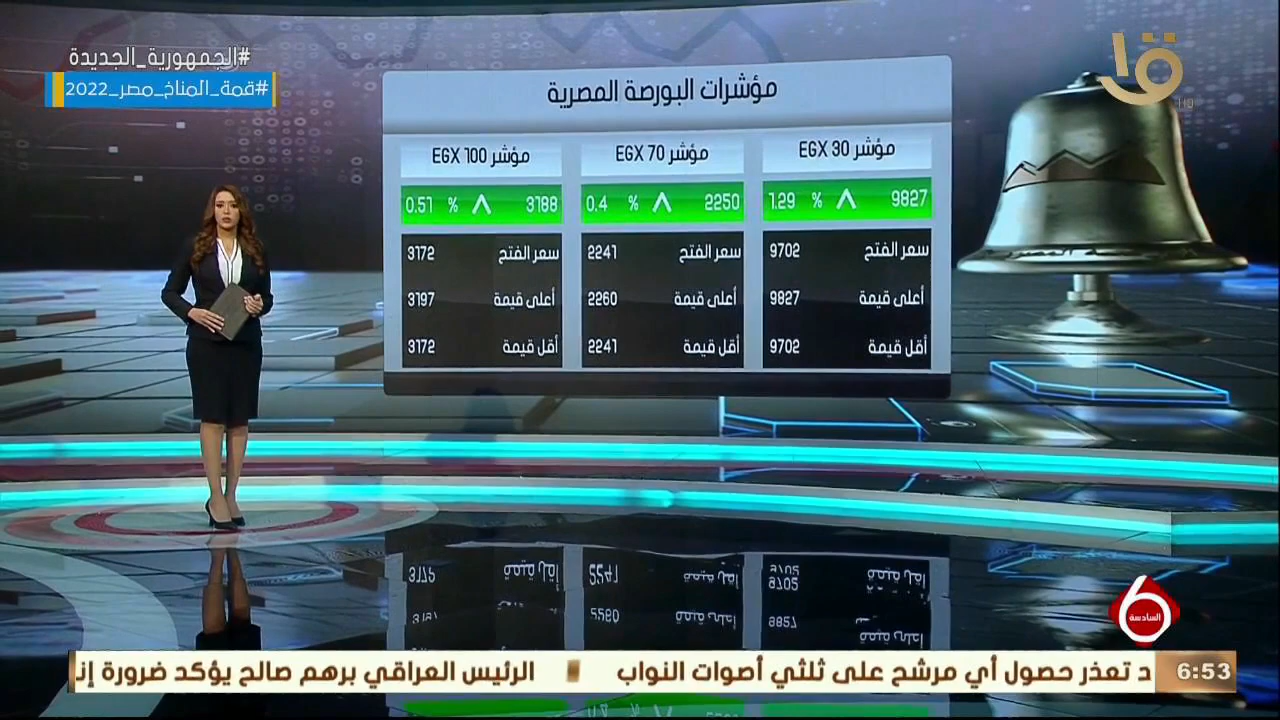 #الجمهورية_الجديدة
#قمة_المناخ_مصر_2022
HD
مؤشرات البورصة المصرية
مؤشر EGX 30
9827 % 1.29
سعر الفتح 9702
أعلى قيمة 9827
أقل قيمة 9702
مؤشر EGX 70
2250 % 0.4
سعر الفتح 2241
أعلى قيمة 2260
أقل قيمة 2241
مؤشر EGX 100
3188 % 0.51
سعر الفتح 3172
أعلى قيمة 3197
أقل قيمة 3172
6
السادسة
6:53
د تعذر حصول أي مرشح على ثلثي أصوات النواب
الرئيس العراقي برهم صالح يؤكد ضرورة إنـ